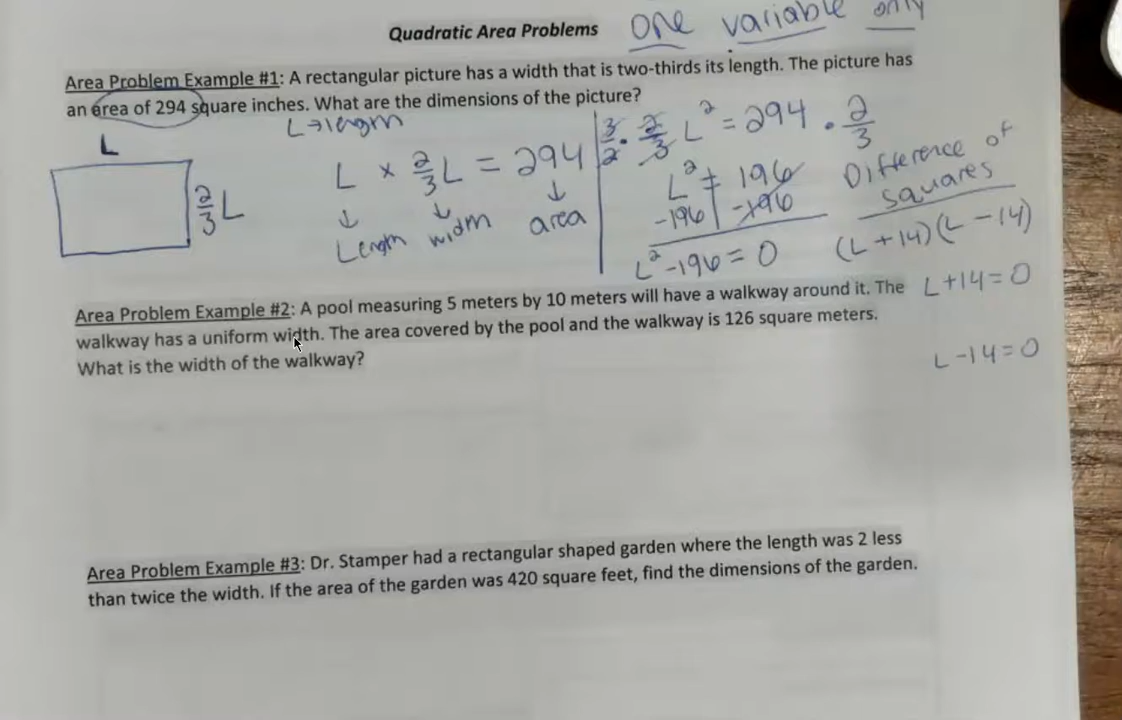 Quadratic Area Problems one variable only
Area Problem Example #1: A rectangular picture has a width that is two-thirds its length. The picture has
an area of 294 square inches. What are the dimensions of the picture?
L→length
L
2/3 L
L × 2/3 L = 294
↓ ↓ ↓
Length width area
3/2 · 2/3 L² = 294 · 2/3
L² = 196
-196 -196
L² -196 = 0
Difference of
squares
(L +14)(L -14)
L+14=0
L-14=0
Area Problem Example #2: A pool measuring 5 meters by 10 meters will have a walkway around it. The
walkway has a uniform width. The area covered by the pool and the walkway is 126 square meters.
What is the width of the walkway?
Area Problem Example #3: Dr. Stamper had a rectangular shaped garden where the length was 2 less
than twice the width. If the area of the garden was 420 square feet, find the dimensions of the garden.